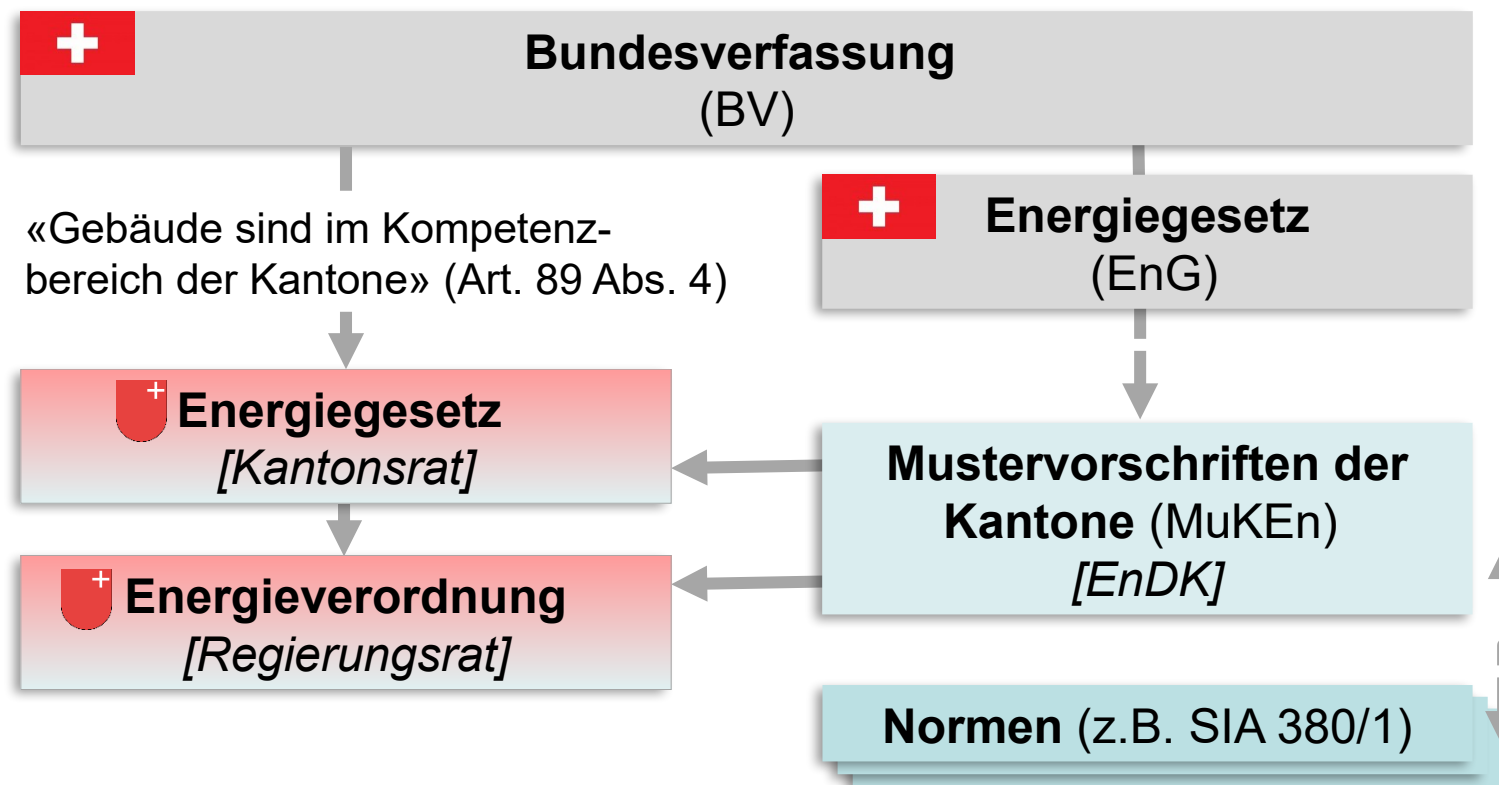 Bundesverfassung
(BV)
«Gebäude sind im Kompetenz-
bereich der Kantone» (Art. 89 Abs. 4)
Energiegesetz
(EnG)
Energiegesetz
[Kantonsrat]
Mustervorschriften der
Kantone (MuKEn)
[EnDK]
Energieverordnung
[Regierungsrat]
Normen (z.B. SIA 380/1)